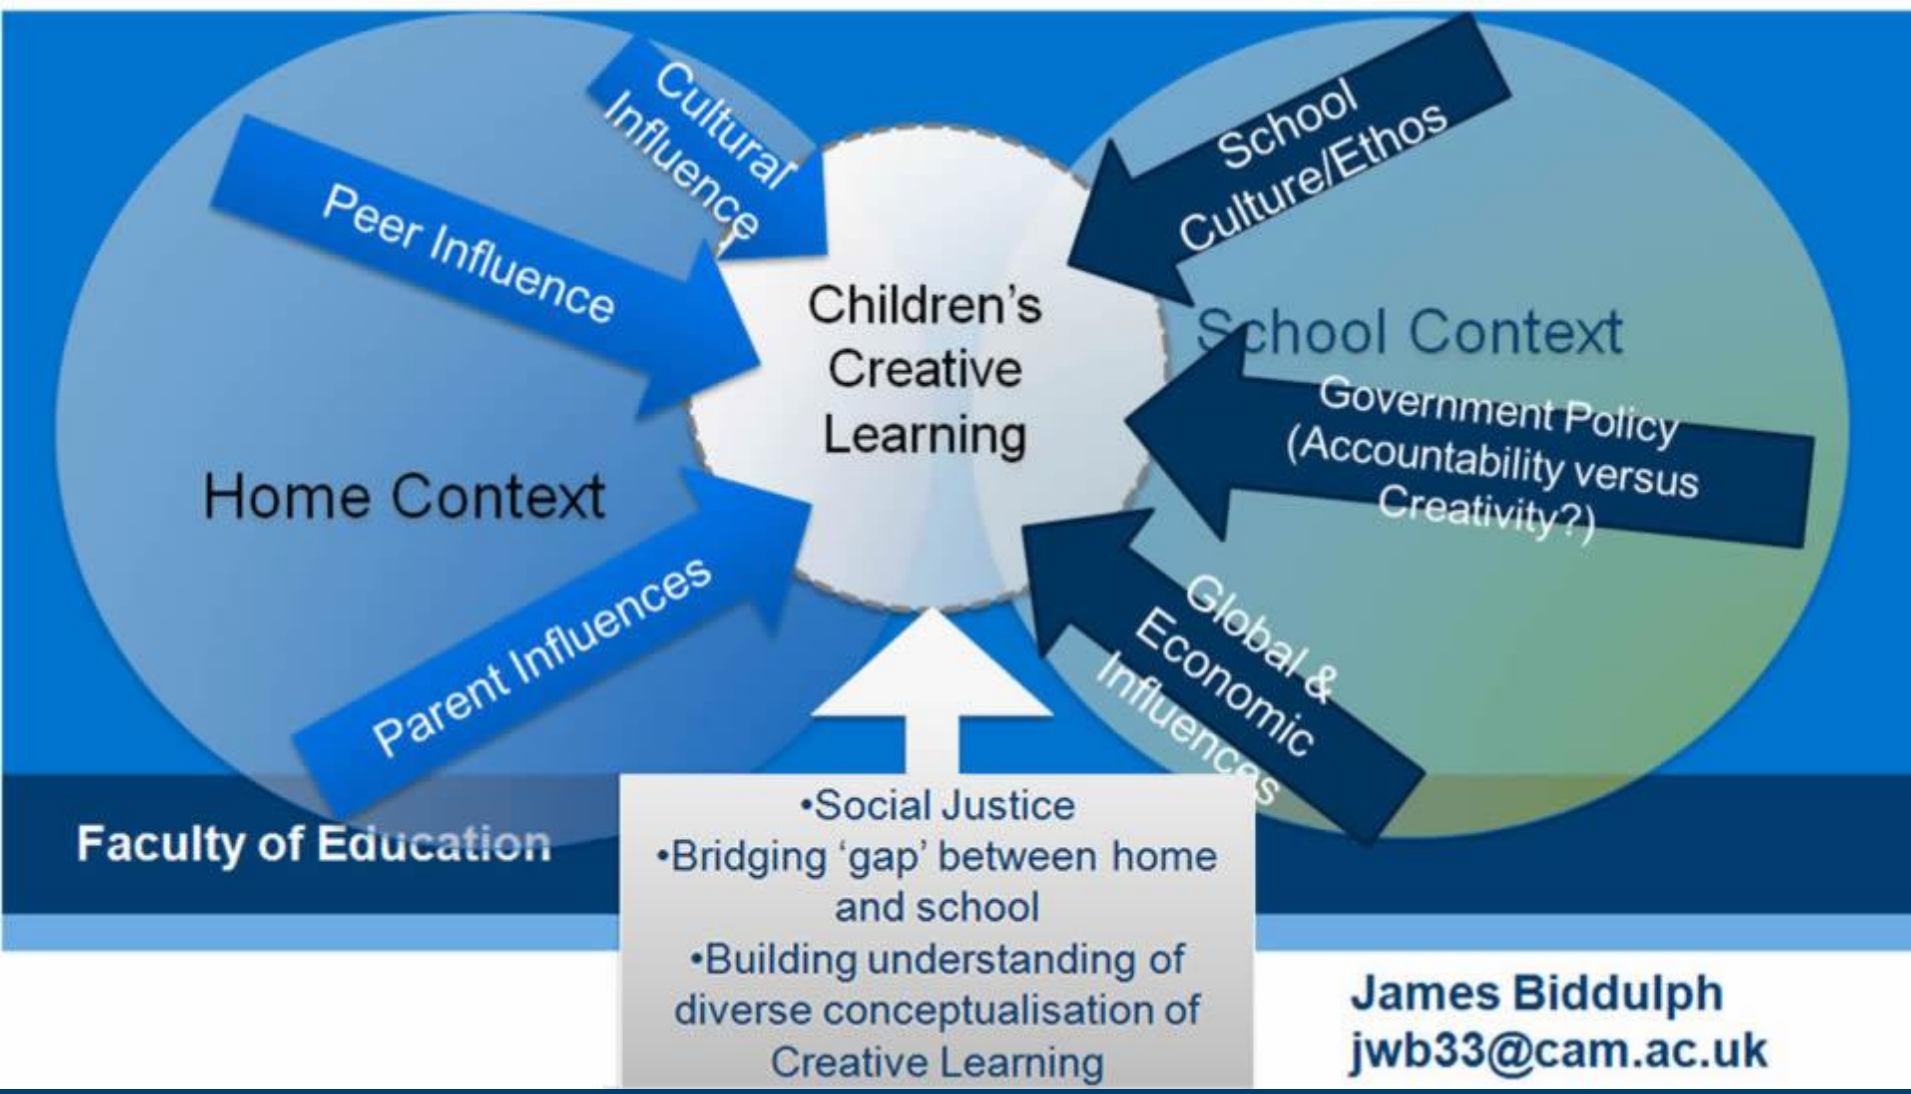 Cultural
Influence
Peer Influence
Home Context
Parent Influences
Children's
Creative
Learning
School
Culture/Ethos
School Context
Government Policy
(Accountability versus
Creativity?)
Global &
Economic
Influences
•Social Justice
•Bridging ‘gap’ between home
and school
•Building understanding of
diverse conceptualisation of
Creative Learning
Faculty of Education
James Biddulph
jwb33@cam.ac.uk